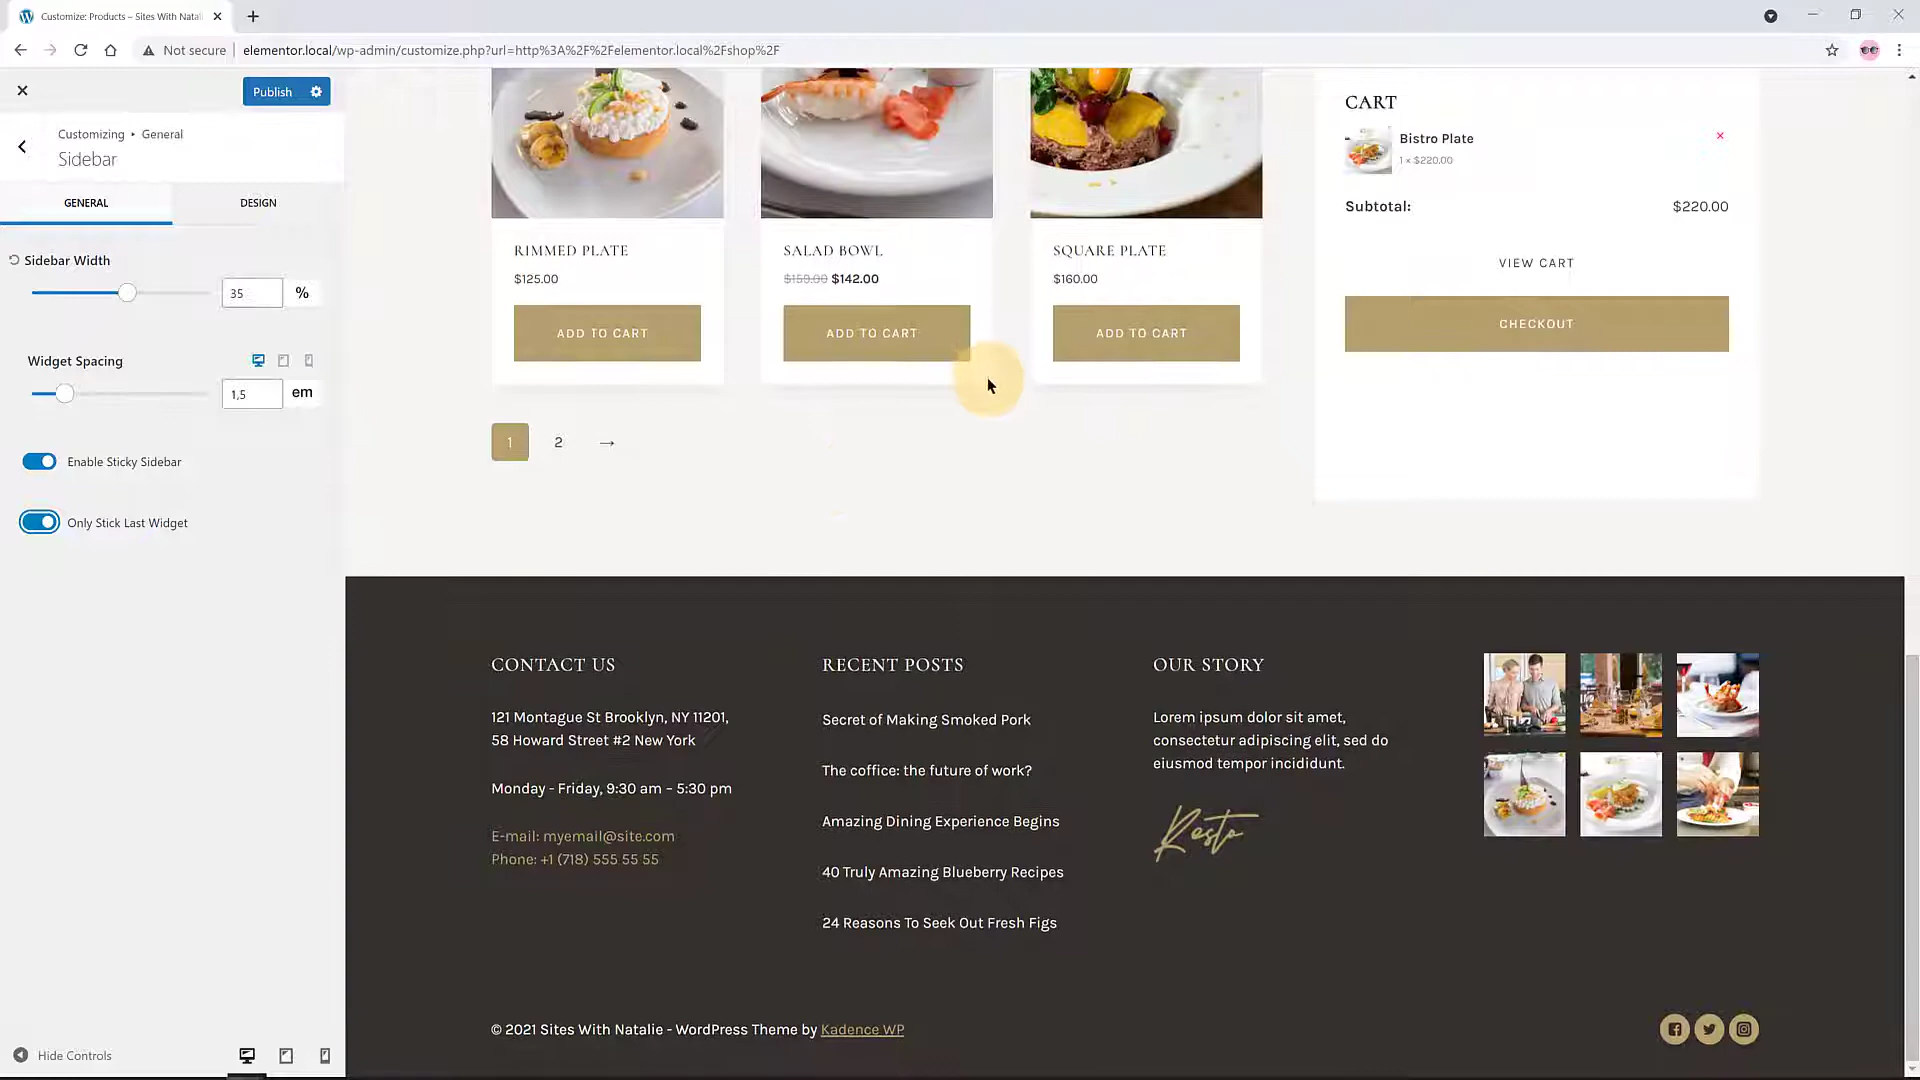 Customize: Products – Sites With Natali
Not secure
elementor.local/wp-admin/customize.php?url=http%3A%2F%2Felementor.local%2Fshop%2F
Publish
Customizing ▸ General
Sidebar
GENERAL
DESIGN
Sidebar Width
35
%
Widget Spacing
1,5
em
Enable Sticky Sidebar
Only Stick Last Widget
Hide Controls
RIMMED PLATE
$125.00
ADD TO CART
SALAD BOWL
$159.00 $142.00
ADD TO CART
SQUARE PLATE
$160.00
ADD TO CART
1
2
→
CART
Bistro Plate
×
1 × $220.00
Subtotal:
$220.00
VIEW CART
CHECKOUT
CONTACT US
121 Montague St Brooklyn, NY 11201,
58 Howard Street #2 New York
Monday - Friday, 9:30 am – 5:30 pm
E-mail: myemail@site.com
Phone: +1 (718) 555 55 55
RECENT POSTS
Secret of Making Smoked Pork
The coffice: the future of work?
Amazing Dining Experience Begins
40 Truly Amazing Blueberry Recipes
24 Reasons To Seek Out Fresh Figs
OUR STORY
Lorem ipsum dolor sit amet,
consectetur adipiscing elit, sed do
eiusmod tempor incididunt.
Resto
© 2021 Sites With Natalie - WordPress Theme by Kadence WP